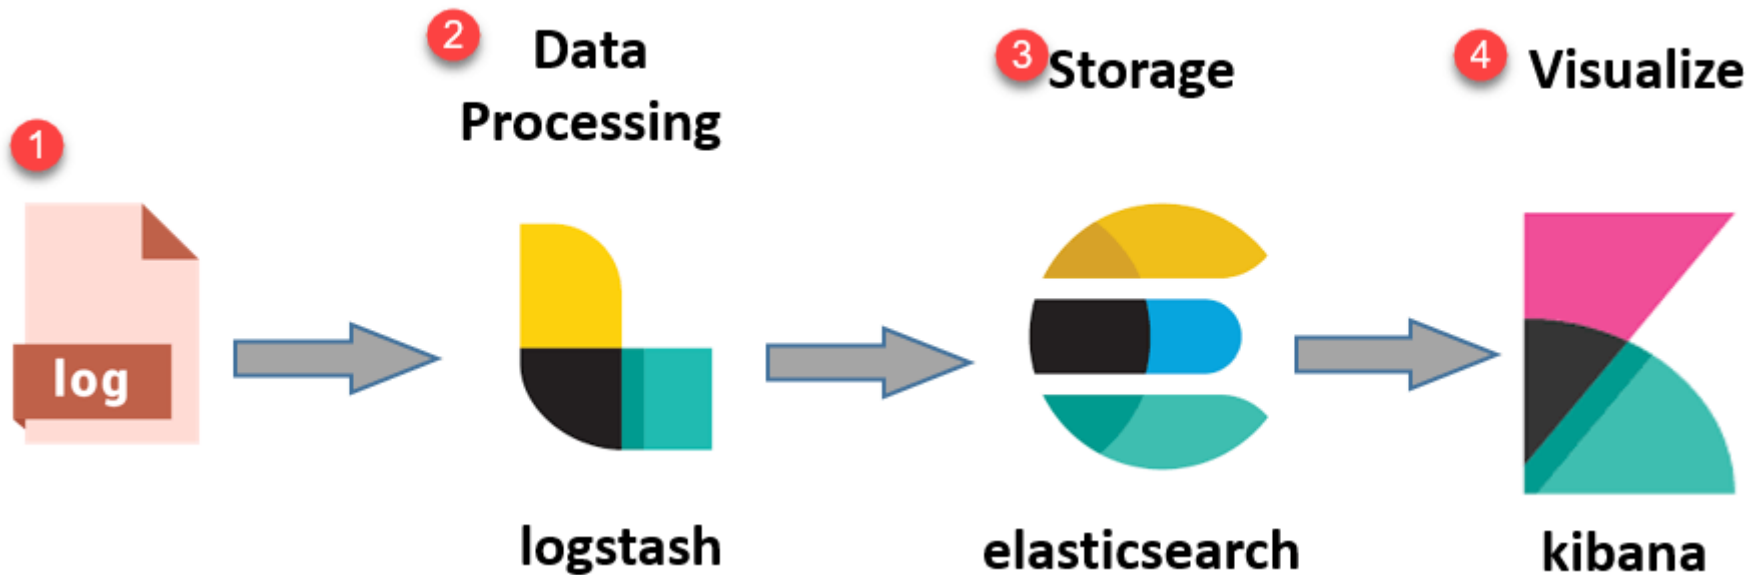 1
log
2
Data
Processing
logstash
3
Storage
elasticsearch
4
Visualize
kibana